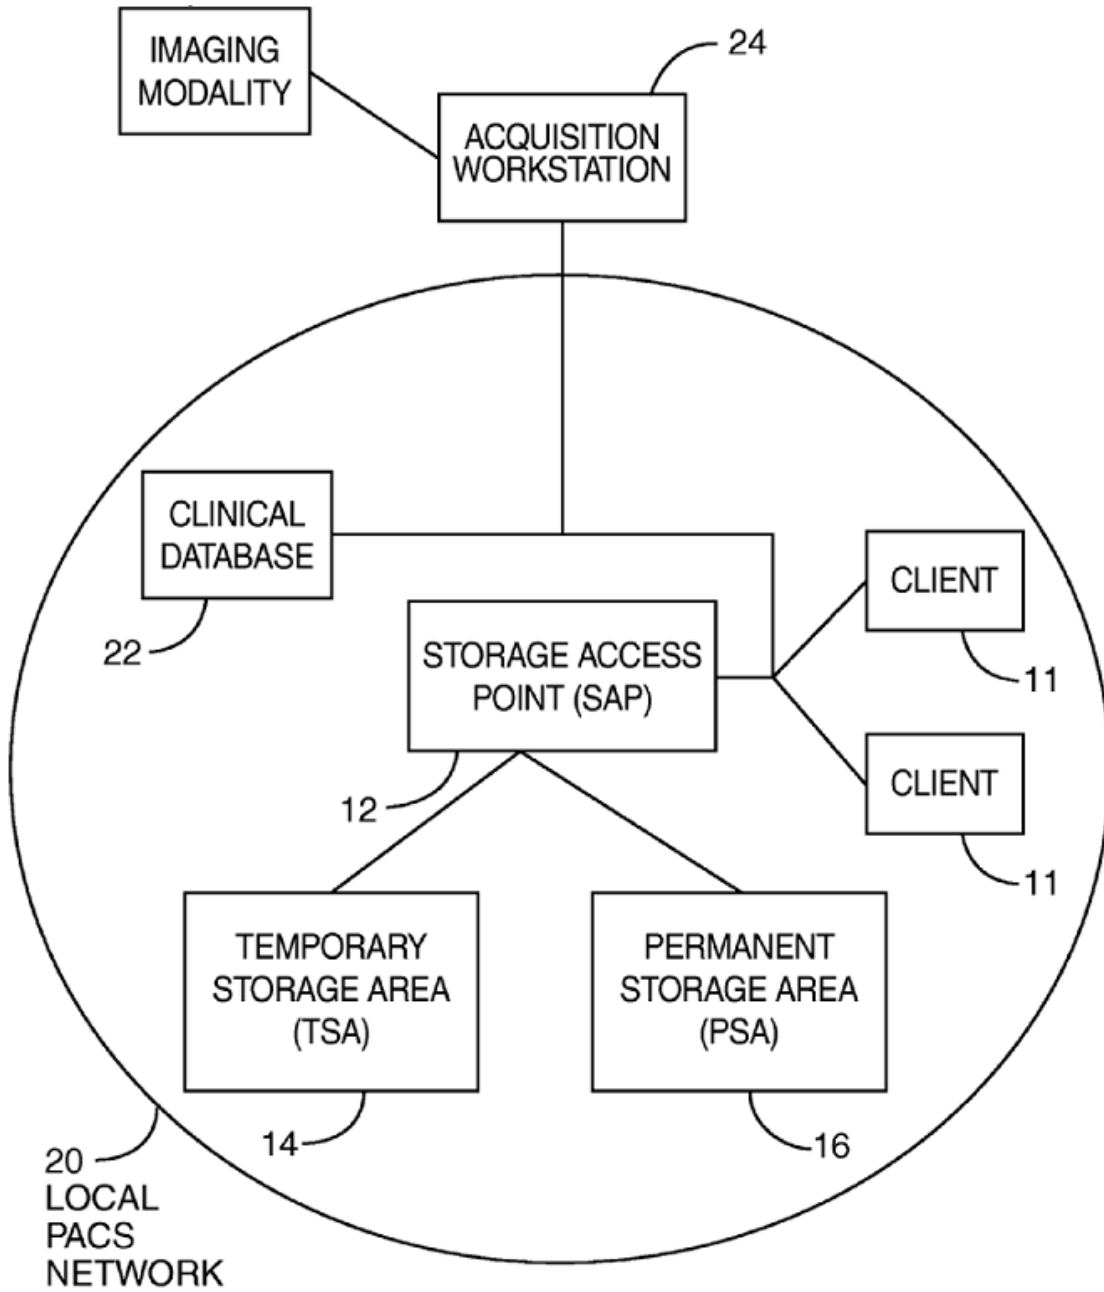 IMAGING
MODALITY
24
ACQUISITION
WORKSTATION
CLINICAL
DATABASE
22
CLIENT
11
STORAGE ACCESS
POINT (SAP)
12
CLIENT
11
TEMPORARY
STORAGE AREA
(TSA)
14
PERMANENT
STORAGE AREA
(PSA)
16
20
LOCAL
PACS
NETWORK